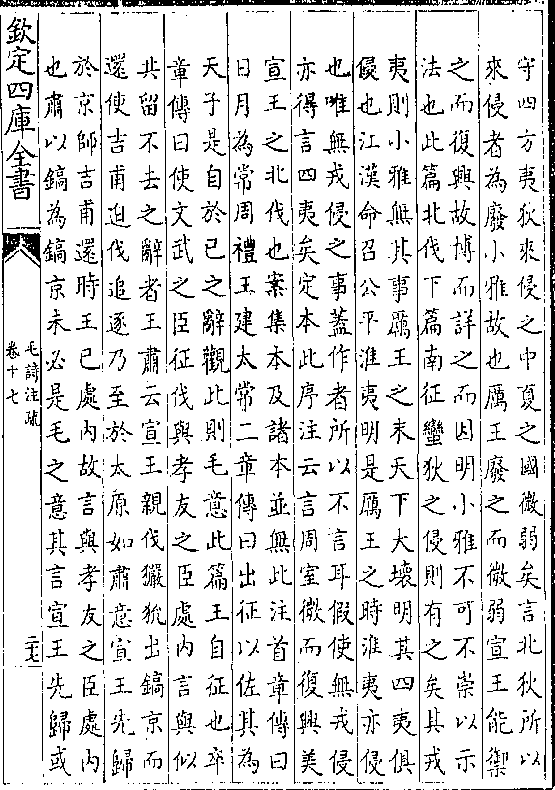 守四方夷狄來侵之中夏之國微弱矣言北狄所以
來侵者為廢小雅故也厲王廢之而微弱宣王能禦
之而復興故博而詳之而因明小雅不可不崇以示
法也此篇北伐下篇南征蠻狄之侵則有之矣其戎
夷則小雅無其事厲王之末天下大壞明其四夷俱
侵也江漢命召公平淮夷明是厲王之時淮夷亦侵
也唯無戎侵之事蓋作者所以不言耳假使無戎侵
亦得言四夷矣定本此序注云言周室微而復興美
宣王之北伐也案集本及諸本並無此注首章傳曰
日月為常周禮王建太常二章傳曰出征以佐其為
天子是自於已之辭觀此則毛意此篇王自征也卒
章傳曰使文武之臣征伐與孝友之臣處內言與似
共留不去之辭者王肅云宣王親伐玁狁出鎬京而
還使吉甫迫伐追逐乃至於太原如肅意宣王先歸
於京師吉甫還時王已處內故言與孝友之臣處內
也肅以鎬為鎬京未必是毛之意其言宣王先歸或
欽定四庫全書
毛詩注疏
卷十七
二七